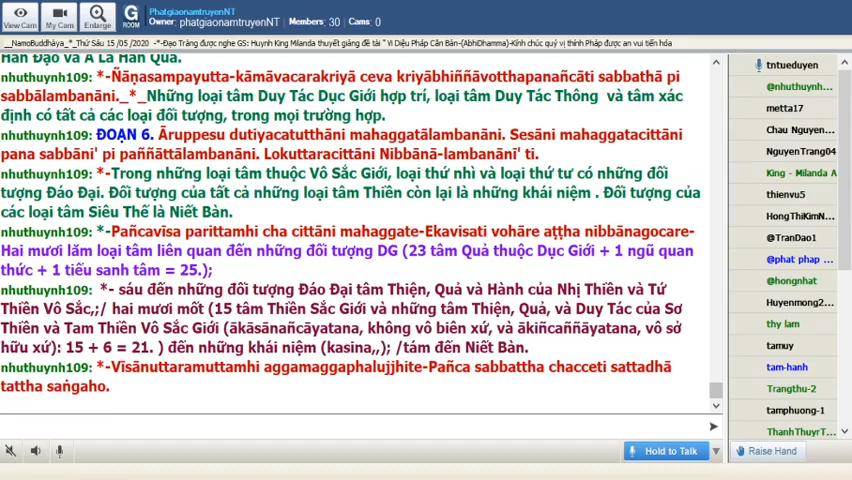 View Cam
My Cam
Enlarge
G
ROOM
PhatgiaonamtruyenNT
Owner: phatgiaonamtruyenNT   Members: 30   Cams: 0
__NamoBuddhàya_*_Thứ Sáu 15 /05 /2020 -*-Đạo Tràng được nghe GS: Huynh King Milanda thuyết giảng đề tài " Vi Diệu Pháp Căn Bản-(AbhiDhamma)-Kính chúc quý vị thính Pháp được an vui tiến hóa
Hán Đạo và A La Hán Quả.
nhuthuynh109: *-Ñāṇasampayutta-kāmāvacarakriyā ceva kriyābhiññāvotthapanañcāti sabbathā pi
sabbālambanāni._*_Những loại tâm Duy Tác Dục Giới hợp trí, loại tâm Duy Tác Thông và tâm xác
định có tất cả các loại đối tượng, trong mọi trường hợp.
nhuthuynh109: ĐOẠN 6. Āruppesu dutiyacatutthāni mahaggatālambanāni. Sesāni mahaggatacittāni
pana sabbāni' pi paññāttālambanāni. Lokuttaracittāni Nibbānā-lambanānī' ti.
nhuthuynh109: *-Trong những loại tâm thuộc Vô Sắc Giới, loại thứ nhì và loại thứ tư có những đối
tượng Đáo Đại. Đối tượng của tất cả những loại tâm Thiền còn lại là những khái niệm . Đối tượng của
các loại tâm Siêu Thế là Niết Bàn.
nhuthuynh109: *-Pañcavīsa parittamhi cha cittāni mahaggate-Ekavisati vohāre aṭṭha nibbānagocare-
Hai mươi lăm loại tâm liên quan đến những đối tượng DG (23 tâm Quả thuộc Dục Giới + 1 ngũ quan
thức + 1 tiếu sanh tâm = 25.);
nhuthuynh109: *- sáu đến những đối tượng Đáo Đại tâm Thiện, Quả và Hành của Nhị Thiền và Tứ
Thiền Vô Sắc,;/ hai mươi mốt (15 tâm Thiền Sắc Giới và những tâm Thiện, Quả, và Duy Tác của Sơ
Thiền và Tam Thiền Vô Sắc Giới (ākāsānañcāyatana, không vô biên xứ, và ākiñcaññāyatana, vô sở
hữu xứ): 15 + 6 = 21. ) đến những khái niệm (kasina,,); /tám đến Niết Bàn.
nhuthuynh109: *-Vīsānuttaramuttamhi aggamaggaphalujjhite-Pañca sabbattha chacceti sattadhā
tattha saṅgaho.
tntueduyen
@nhuthuynh...
metta17
Chau Nguyen...
NguyenTrang04
King - Milanda A
thienvu5
HongThiKimN...
@TranDao1
@phat phap ...
@hongnhat
Huyenmong2...
thy lam
tamuy
tam-hanh
Trangthu-2
tamphuong-1
ThanhThuyrT...
Hold to Talk
Raise Hand